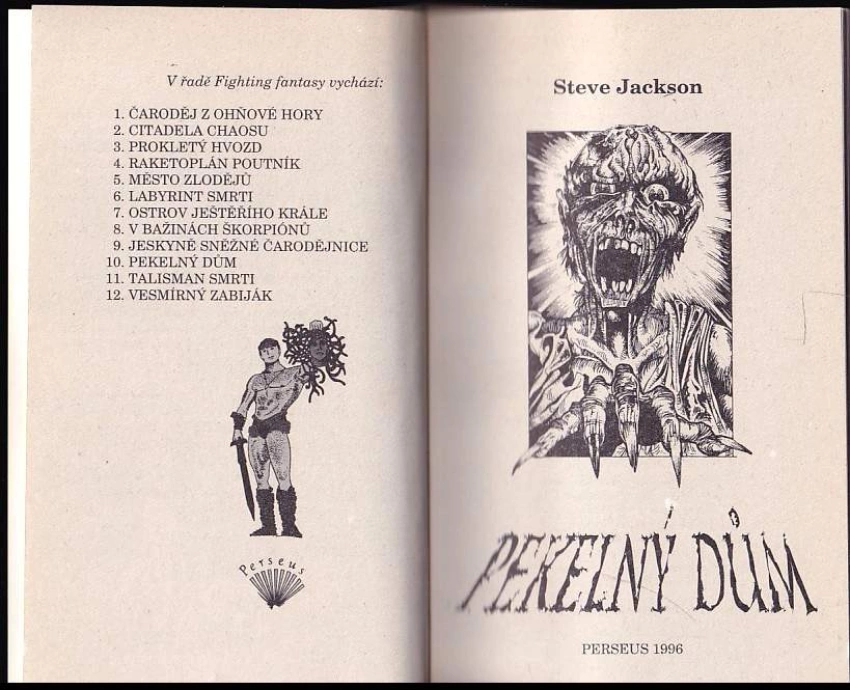 V řadě Fighting fantasy vychází:
1. ČARODĚJ Z OHŇOVÉ HORY
2. CITADELA CHAOSU
3. PROKLETÝ HVOZD
4. RAKETOPLÁN POUTNÍK
5. MĚSTO ZLODĚJŮ
6. LABYRINT SMRTI
7. OSTROV JEŠTĚŘÍHO KRÁLE
8. V BAŽINÁCH ŠKORPIÓNŮ
9. JESKYNĚ SNĚŽNÉ ČARODĚJNICE
10. PEKELNÝ DŮM
11. TALISMAN SMRTI
12. VESMÍRNÝ ZABIJÁK
Perseus
Steve Jackson
PEKELNÝ DŮM
PERSEUS 1996